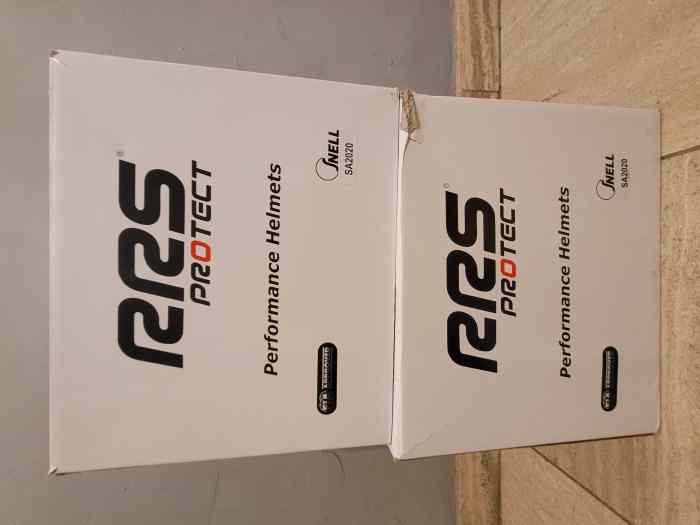 RRS®
PROTECT
Performance Helmets
SNELL
SA2020
RRS®
PROTECT
Performance Helmets
SNELL
SA2020